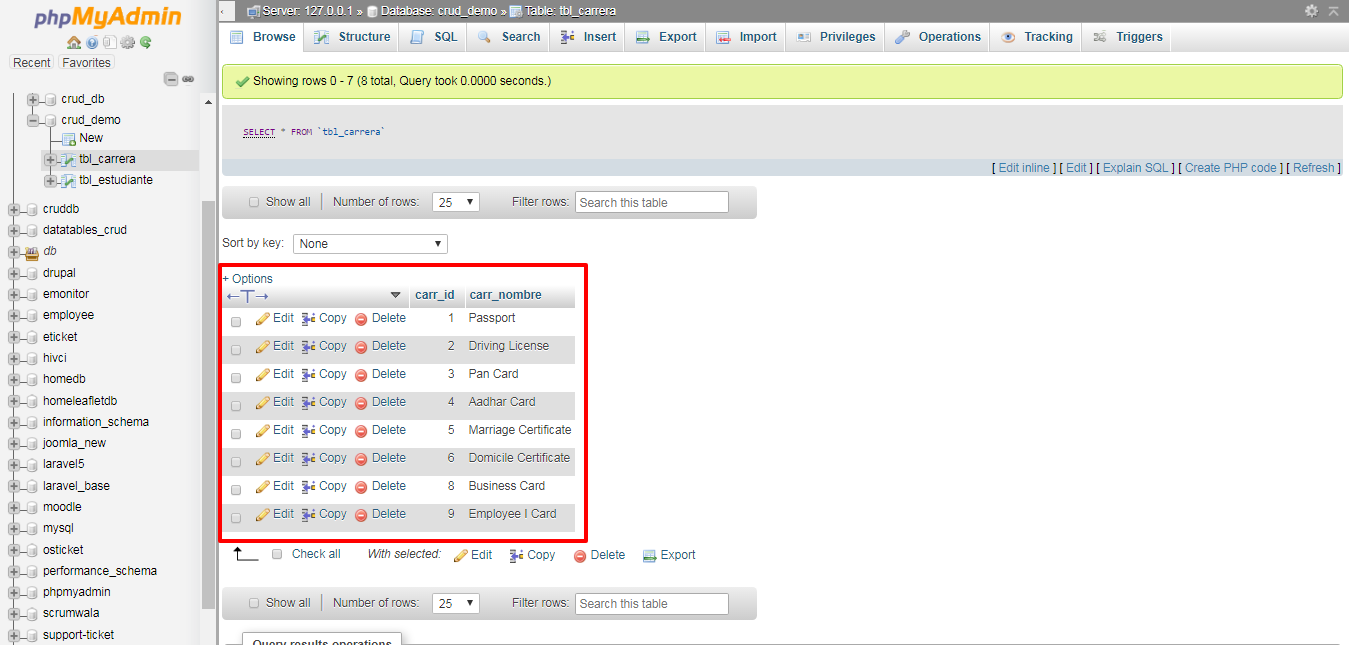 phpMyAdmin
Recent Favorites
crud_db
crud_demo
New
tbl_carrera
tbl_estudiante
cruddb
datatables_crud
db
drupal
emonitor
employee
eticket
hivci
homedb
homeleafletdb
information_schema
joomla_new
laravel5
laravel_base
moodle
mysql
osticket
performance_schema
phpmyadmin
scrumwala
support-ticket
Server: 127.0.0.1 » Database: crud_demo » Table: tbl_carrera
Browse Structure SQL Search Insert Export Import Privileges Operations Tracking Triggers
Showing rows 0 - 7 (8 total, Query took 0.0000 seconds.)
SELECT * FROM `tbl_carrera`
[ Edit inline ] [ Edit ] [ Explain SQL ] [ Create PHP code ] [ Refresh ]
Show all Number of rows: 25 Filter rows: Search this table
Sort by key: None
+ Options
←T→ carr_id carr_nombre
Edit Copy Delete 1 Passport
Edit Copy Delete 2 Driving License
Edit Copy Delete 3 Pan Card
Edit Copy Delete 4 Aadhar Card
Edit Copy Delete 5 Marriage Certificate
Edit Copy Delete 6 Domicile Certificate
Edit Copy Delete 8 Business Card
Edit Copy Delete 9 Employee I Card
Check all With selected: Edit Copy Delete Export
Show all Number of rows: 25 Filter rows: Search this table
Query results operations